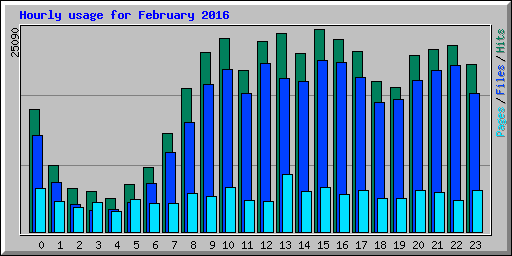 Hourly usage for February 2016
25090
Pages/Files/Hits
0 1 2 3 4 5 6 7 8 9 10 11 12 13 14 15 16 17 18 19 20 21 22 23